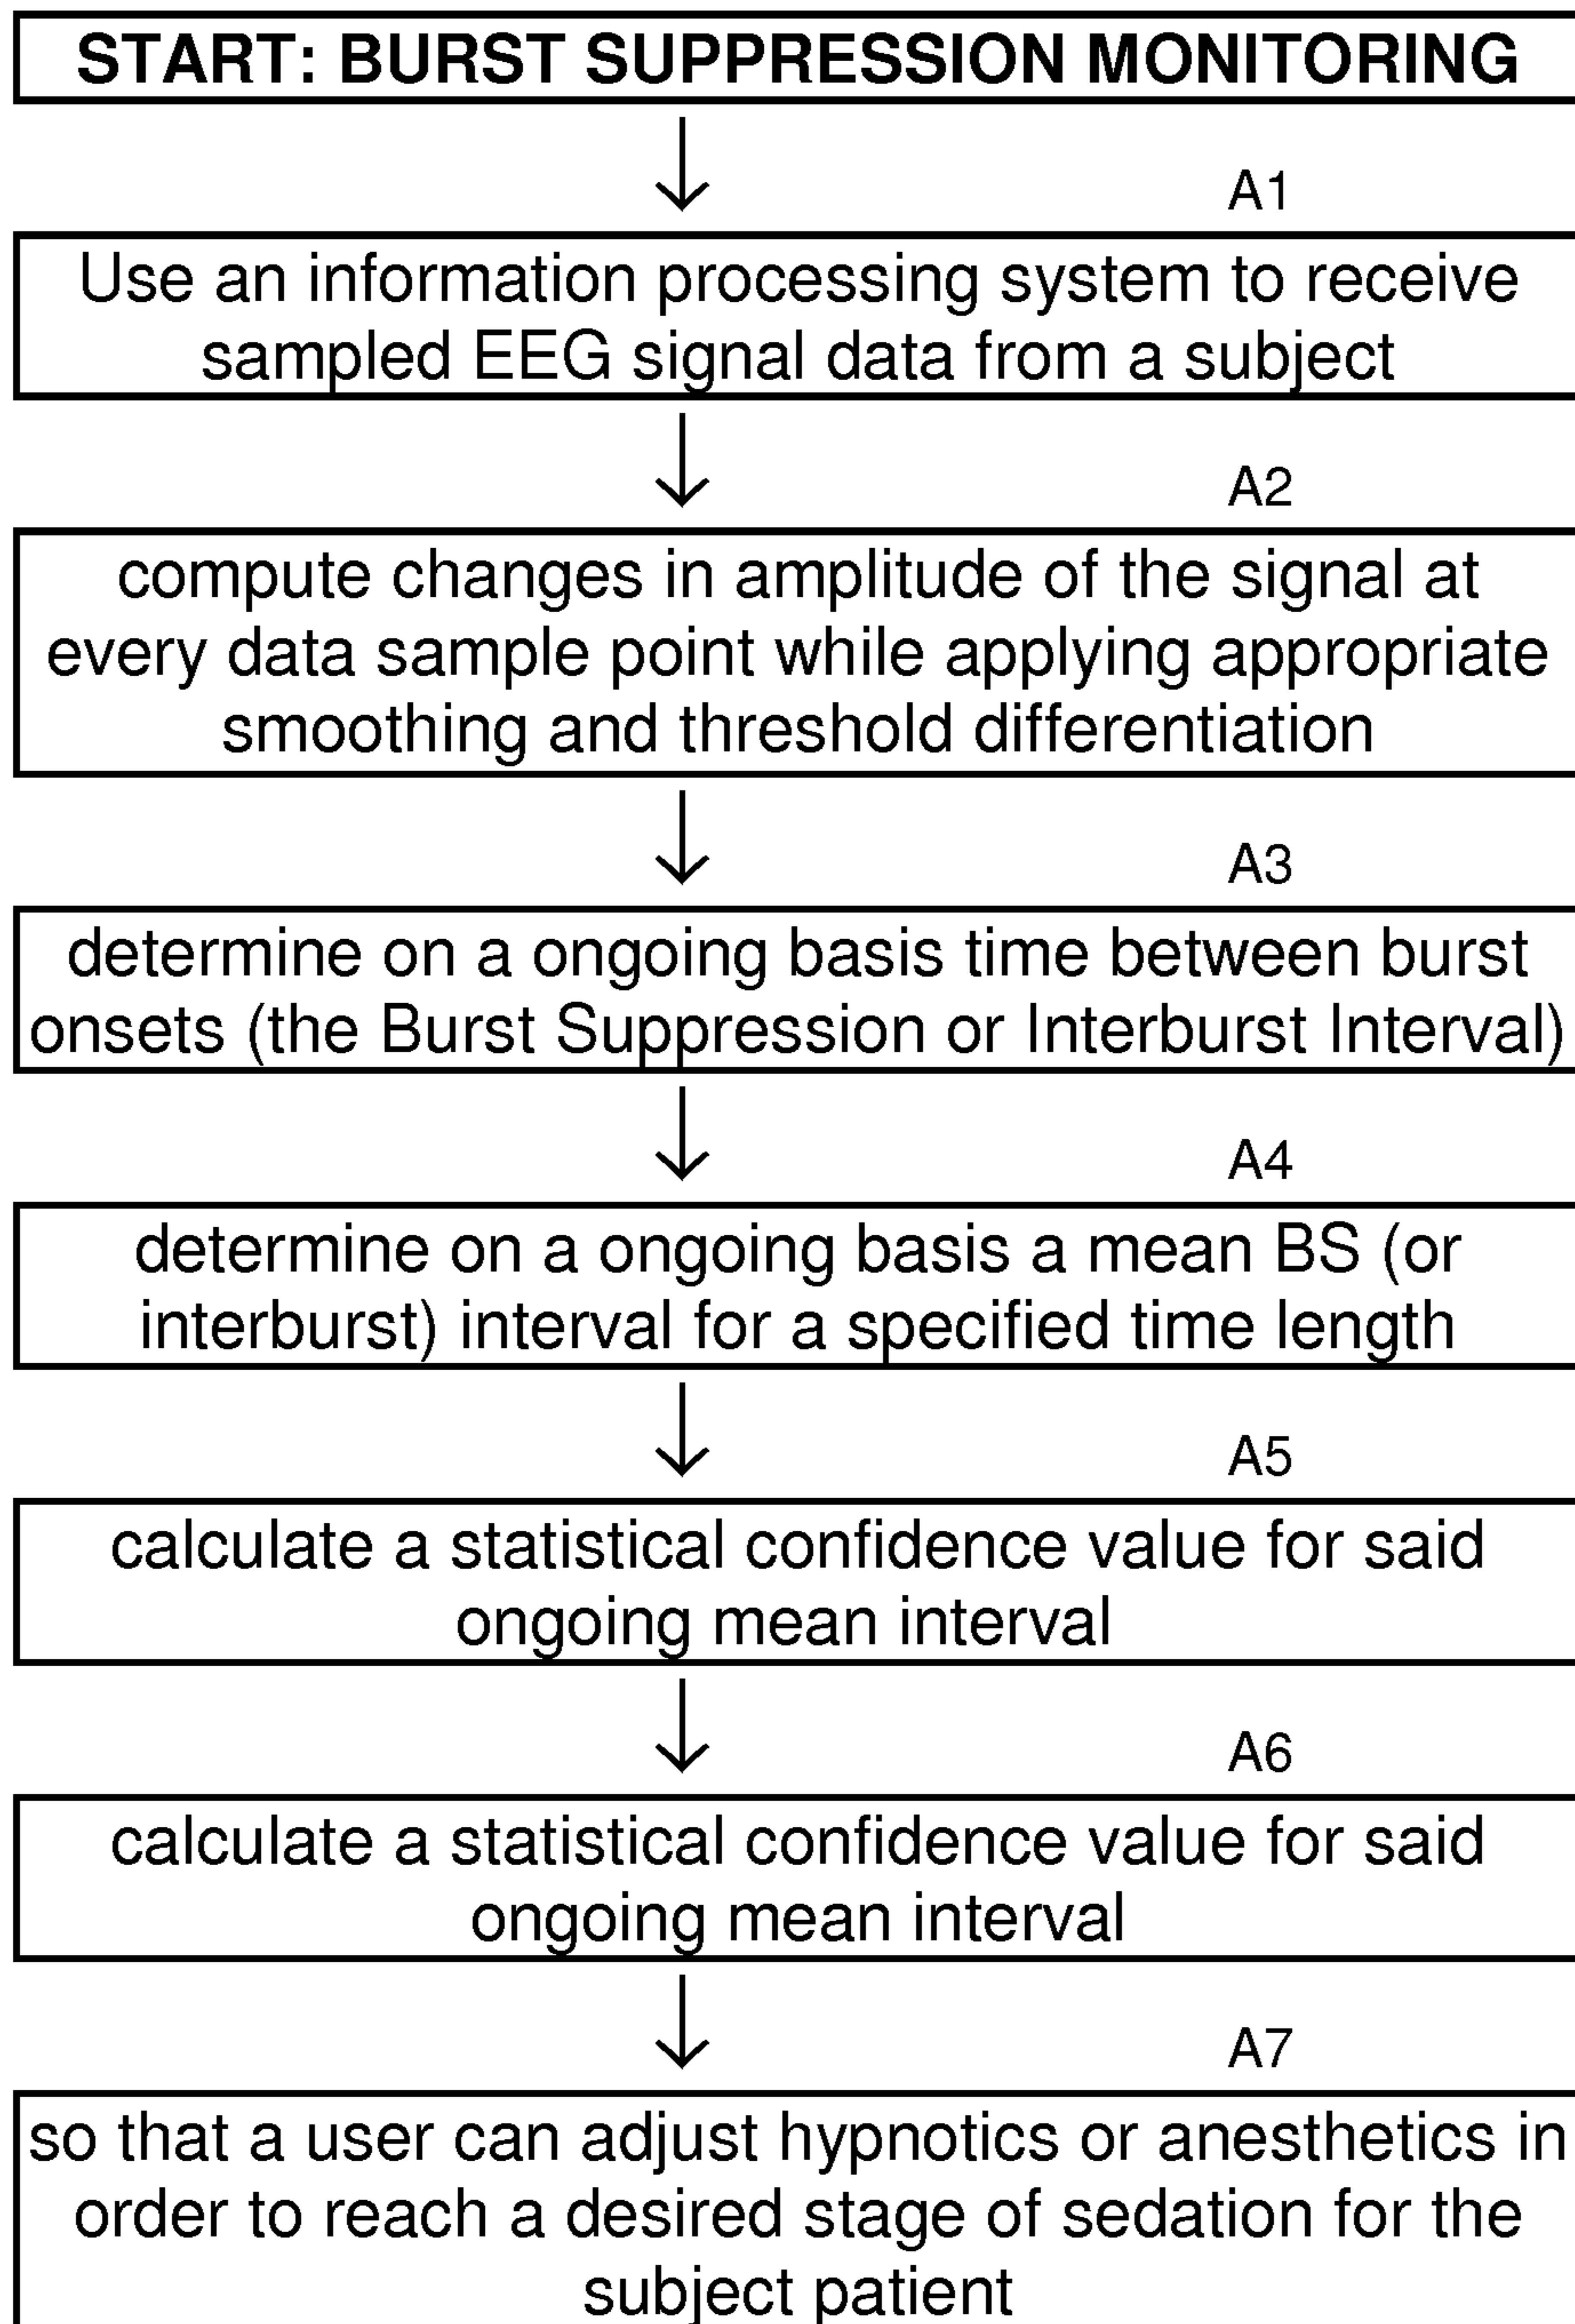 START: BURST SUPPRESSION MONITORING
A1
Use an information processing system to receive
sampled EEG signal data from a subject
A2
compute changes in amplitude of the signal at
every data sample point while applying appropriate
smoothing and threshold differentiation
A3
determine on a ongoing basis time between burst
onsets (the Burst Suppression or Interburst Interval)
A4
determine on a ongoing basis a mean BS (or
interburst) interval for a specified time length
A5
calculate a statistical confidence value for said
ongoing mean interval
A6
calculate a statistical confidence value for said
ongoing mean interval
A7
so that a user can adjust hypnotics or anesthetics in
order to reach a desired stage of sedation for the
subject patient